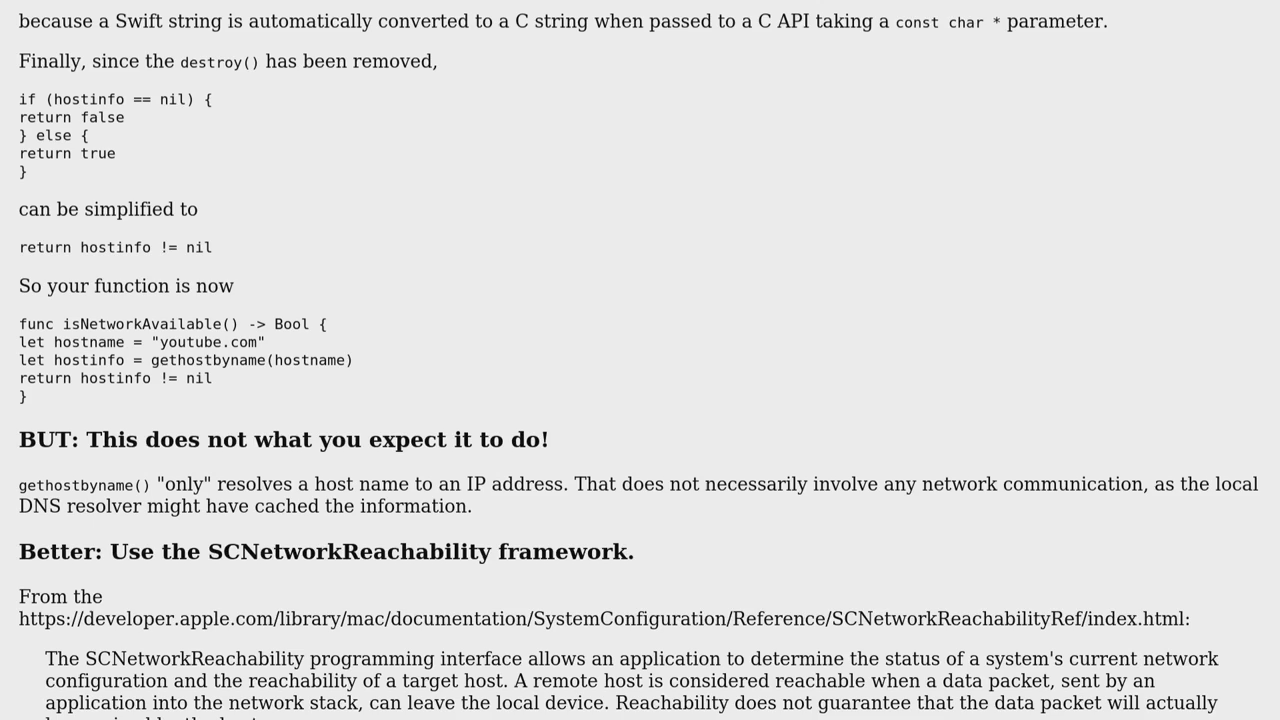 because a Swift string is automatically converted to a C string when passed to a C API taking a const char * parameter.
Finally, since the destroy() has been removed,
if (hostinfo == nil) {
return false
} else {
return true
}
can be simplified to
return hostinfo != nil
So your function is now
func isNetworkAvailable() -> Bool {
let hostname = "youtube.com"
let hostinfo = gethostbyname(hostname)
return hostinfo != nil
}
BUT: This does not what you expect it to do!
gethostbyname() "only" resolves a host name to an IP address. That does not necessarily involve any network communication, as the local
DNS resolver might have cached the information.
Better: Use the SCNetworkReachability framework.
From the
https://developer.apple.com/library/mac/documentation/SystemConfiguration/Reference/SCNetworkReachabilityRef/index.html:
The SCNetworkReachability programming interface allows an application to determine the status of a system's current network
configuration and the reachability of a target host. A remote host is considered reachable when a data packet, sent by an
application into the network stack, can leave the local device. Reachability does not guarantee that the data packet will actually